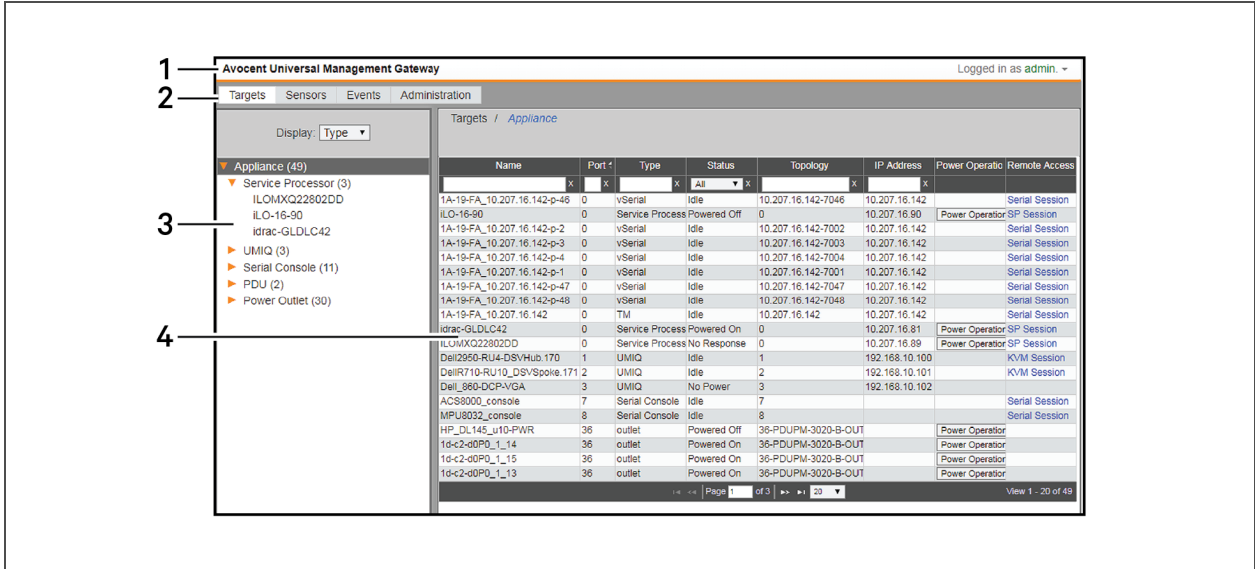 1
Avocent Universal Management Gateway Logged in as admin.
2
Targets Sensors Events Administration
Targets / Appliance
Display: Type
Appliance (49)
Service Processor (3)
ILOMXQ22802DD
iLO-16-90
3
idrac-GLDLC42
UMIQ (3)
Serial Console (11)
PDU (2)
Power Outlet (30)
4
Name Port Type Status Topology IP Address Power Operatio Remote Access
x x x All x x x
1A-19-FA_10.207.16.142-p-46 0 vSerial Idle 10.207.16.142-7046 10.207.16.142 Serial Session
iLO-16-90 0 Service Process Powered Off 0 10.207.16.90 Power Operation SP Session
1A-19-FA_10.207.16.142-p-2 0 vSerial Idle 10.207.16.142-7002 10.207.16.142 Serial Session
1A-19-FA_10.207.16.142-p-3 0 vSerial Idle 10.207.16.142-7003 10.207.16.142 Serial Session
1A-19-FA_10.207.16.142-p-4 0 vSerial Idle 10.207.16.142-7004 10.207.16.142 Serial Session
1A-19-FA_10.207.16.142-p-1 0 vSerial Idle 10.207.16.142-7001 10.207.16.142 Serial Session
1A-19-FA_10.207.16.142-p-47 0 vSerial Idle 10.207.16.142-7047 10.207.16.142 Serial Session
1A-19-FA_10.207.16.142-p-48 0 vSerial Idle 10.207.16.142-7048 10.207.16.142 Serial Session
1A-19-FA_10.207.16.142 0 TM Idle 10.207.16.142 10.207.16.142 Serial Session
idrac-GLDLC42 0 Service Process Powered On 0 10.207.16.81 Power Operation SP Session
ILOMXQ22802DD 0 Service Process No Response 0 10.207.16.89 Power Operation SP Session
Dell2950-RU4-DSVHub.170 1 UMIQ Idle 1 192.168.10.100 KVM Session
DellR710-RU10_DSVSpoke.171 2 UMIQ Idle 2 192.168.10.101 KVM Session
Dell_860-DCP-VGA 3 UMIQ No Power 3 192.168.10.102
ACS8000_console 7 Serial Console Idle 7 Serial Session
MPU8032_console 8 Serial Console Idle 8 Serial Session
HP_DL145_u10-PWR 36 outlet Powered Off 36-PDUPM-3020-B-OUT Power Operation
1d-c2-d0P0_1_14 36 outlet Powered On 36-PDUPM-3020-B-OUT Power Operation
1d-c2-d0P0_1_15 36 outlet Powered On 36-PDUPM-3020-B-OUT Power Operation
1d-c2-d0P0_1_13 36 outlet Powered On 36-PDUPM-3020-B-OUT Power Operation
Page 1 of 3 20 View 1 - 20 of 49